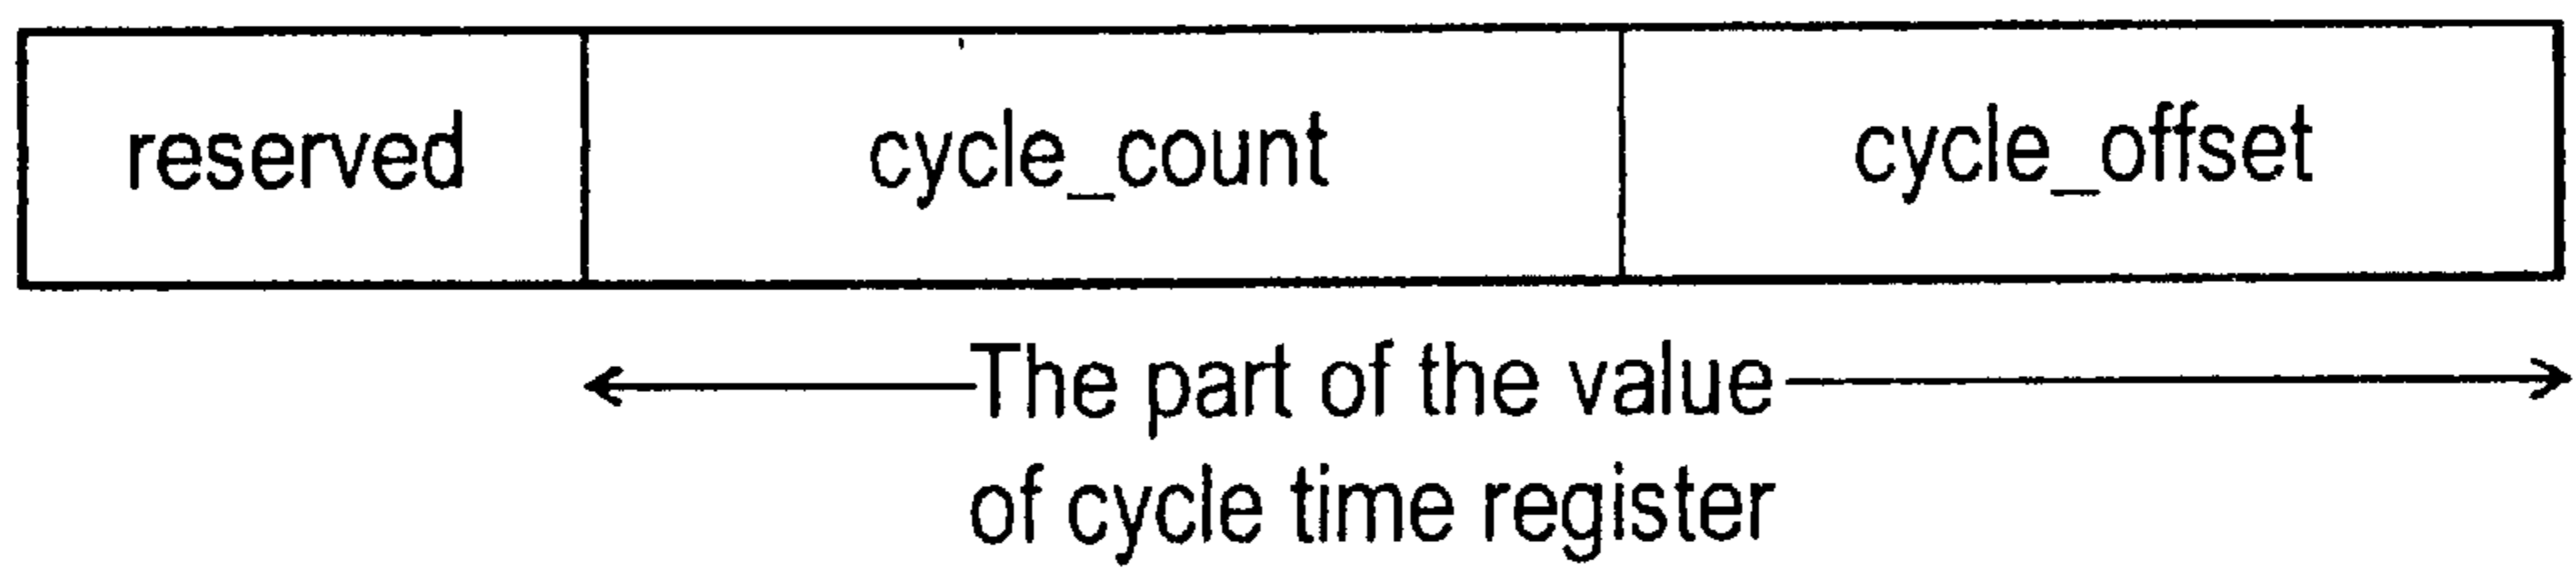 reserved cycle_count cycle_offset
The part of the value
of cycle time register